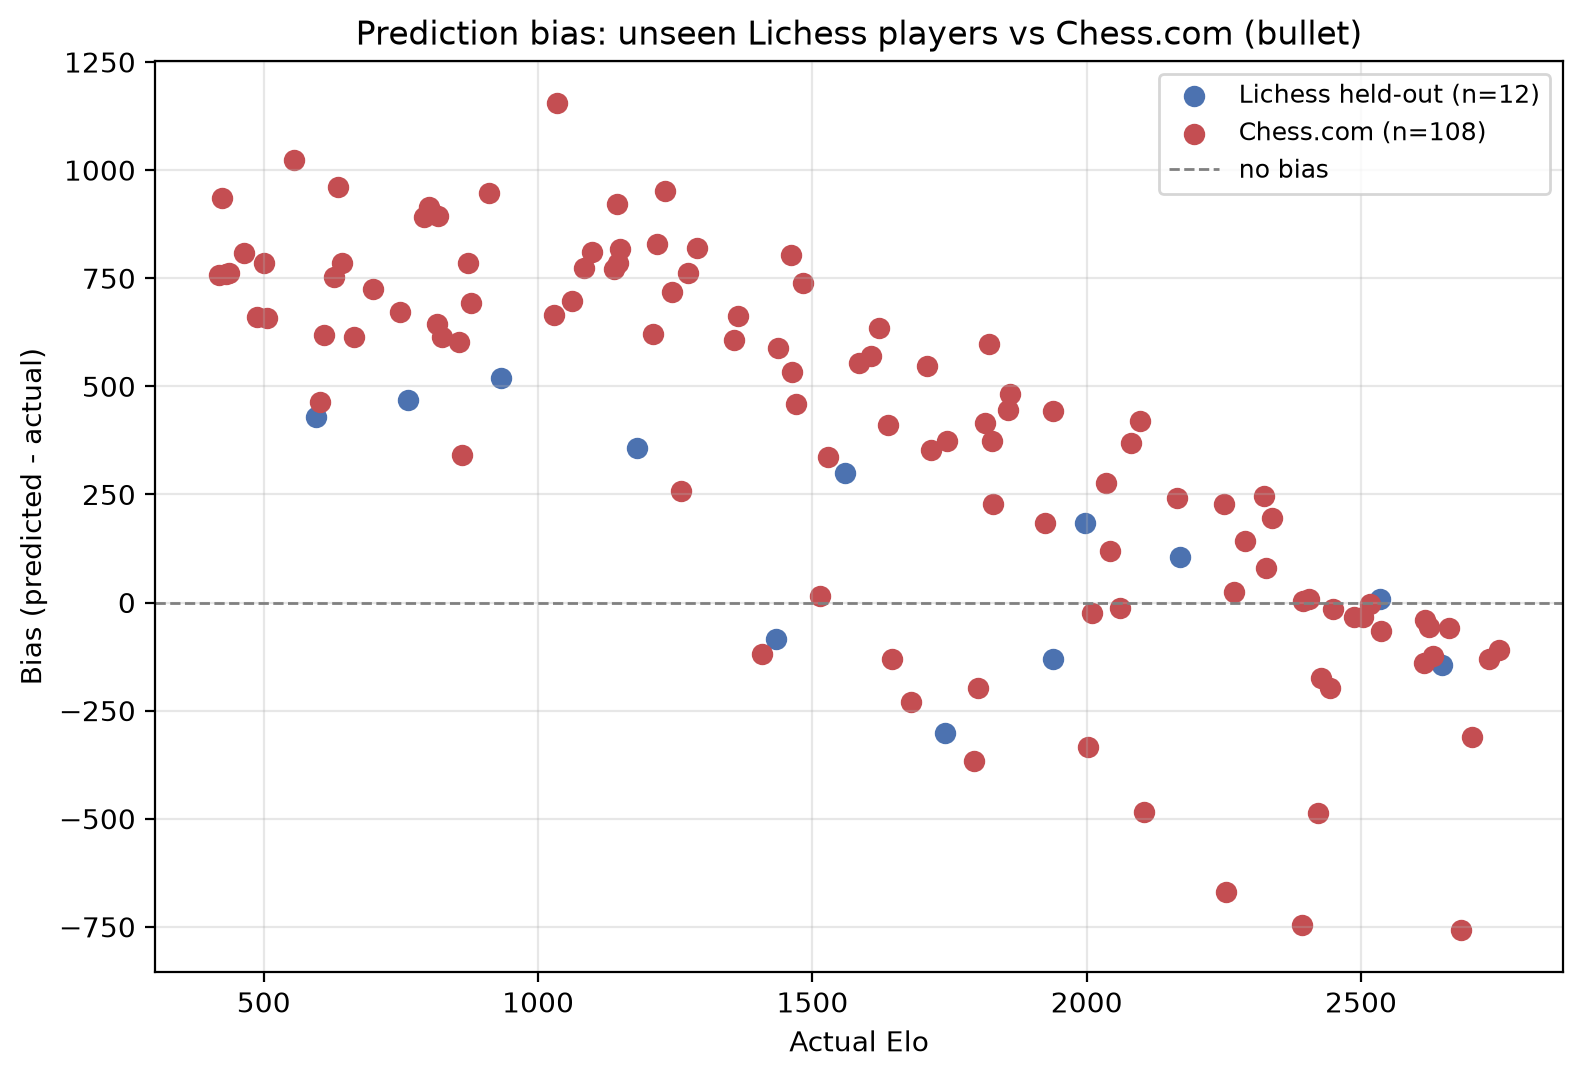 Prediction bias: unseen Lichess players vs Chess.com (bullet)
Lichess held-out (n=12)
Chess.com (n=108)
no bias
Bias (predicted - actual)
1250
1000
750
500
250
0
−250
−500
−750
500
1000
1500
2000
2500
Actual Elo